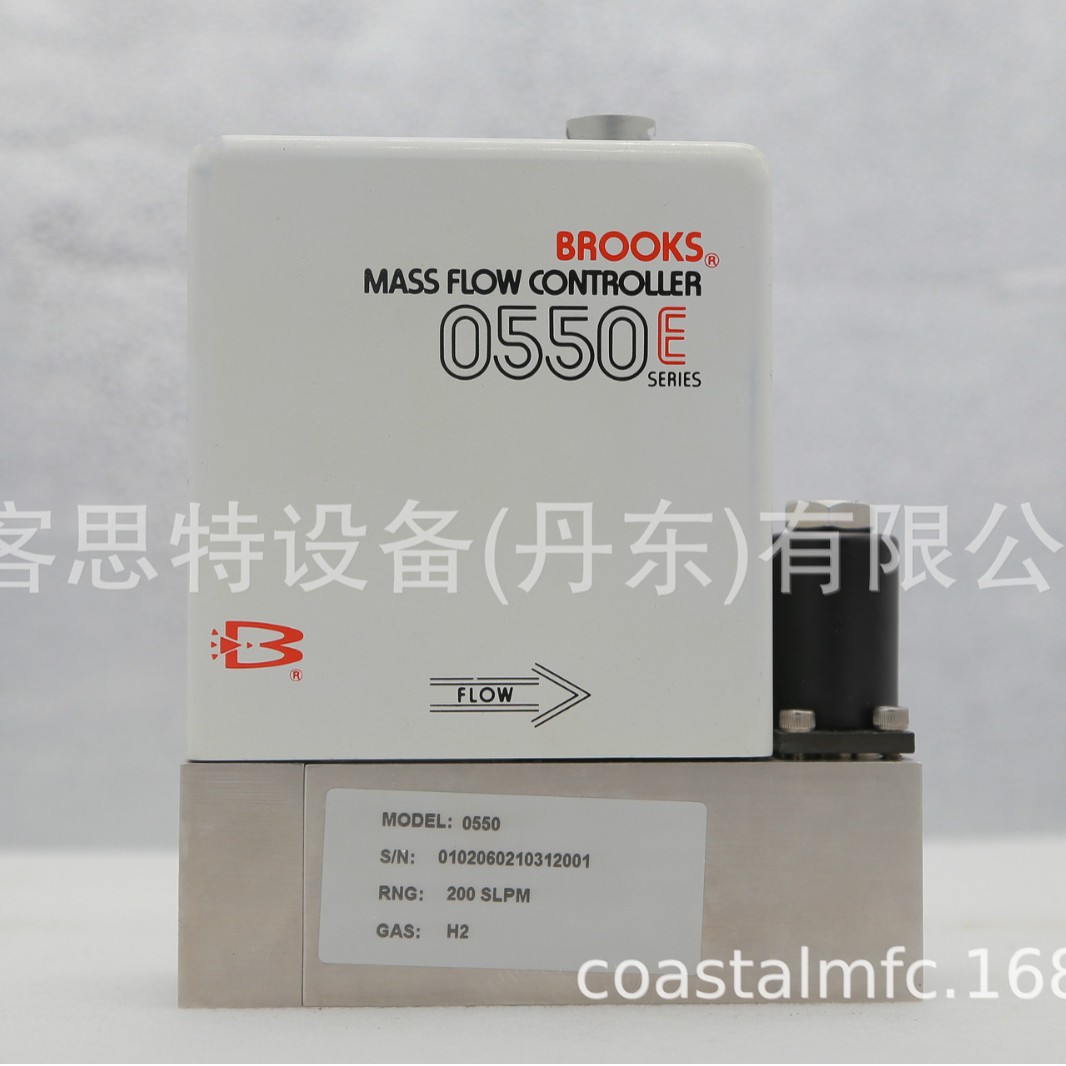 BROOKS®
MASS FLOW CONTROLLER
0550E
SERIES
客思特设备(丹东)有限公
B®
FLOW
MODEL: 0550
S/N: 0102060210312001
RNG: 200 SLPM
GAS: H2
coastalmfc.168